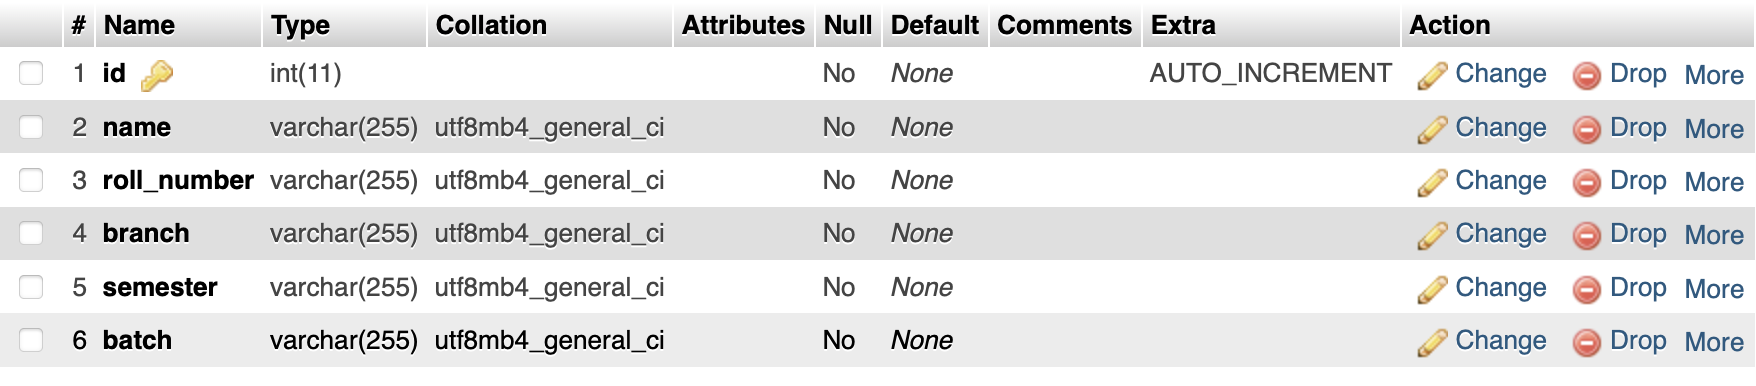 # Name Type Collation Attributes Null Default Comments Extra Action
1 id int(11) No None AUTO_INCREMENT Change Drop More
2 name varchar(255) utf8mb4_general_ci No None Change Drop More
3 roll_number varchar(255) utf8mb4_general_ci No None Change Drop More
4 branch varchar(255) utf8mb4_general_ci No None Change Drop More
5 semester varchar(255) utf8mb4_general_ci No None Change Drop More
6 batch varchar(255) utf8mb4_general_ci No None Change Drop More